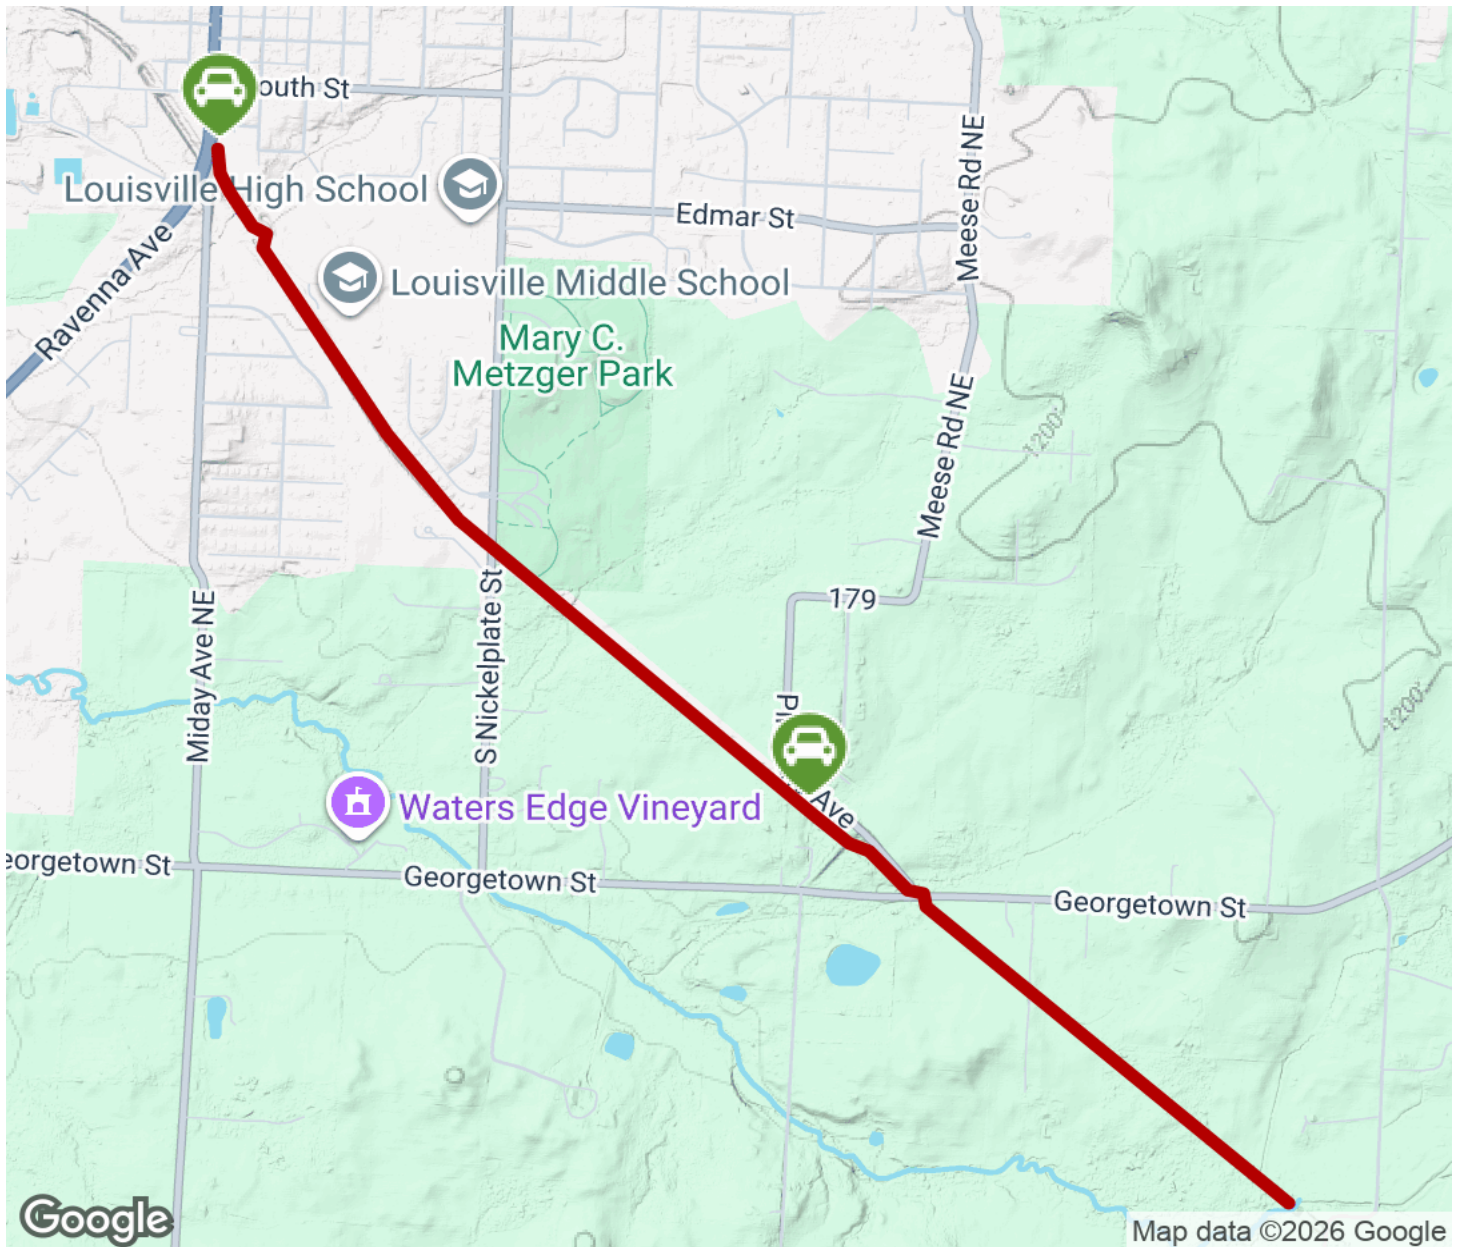 outh St
Louisville High School
Edmar St
Meese Rd NE
Ravenna Ave
Louisville Middle School
Mary C.
Metzger Park
Meese Rd NE
1200'
179
Miday Ave NE
S Nickelplate St
1200'
Ave
Waters Edge Vineyard
eorgetown St
Georgetown St
Georgetown St
Google
Map data ©2026 Google